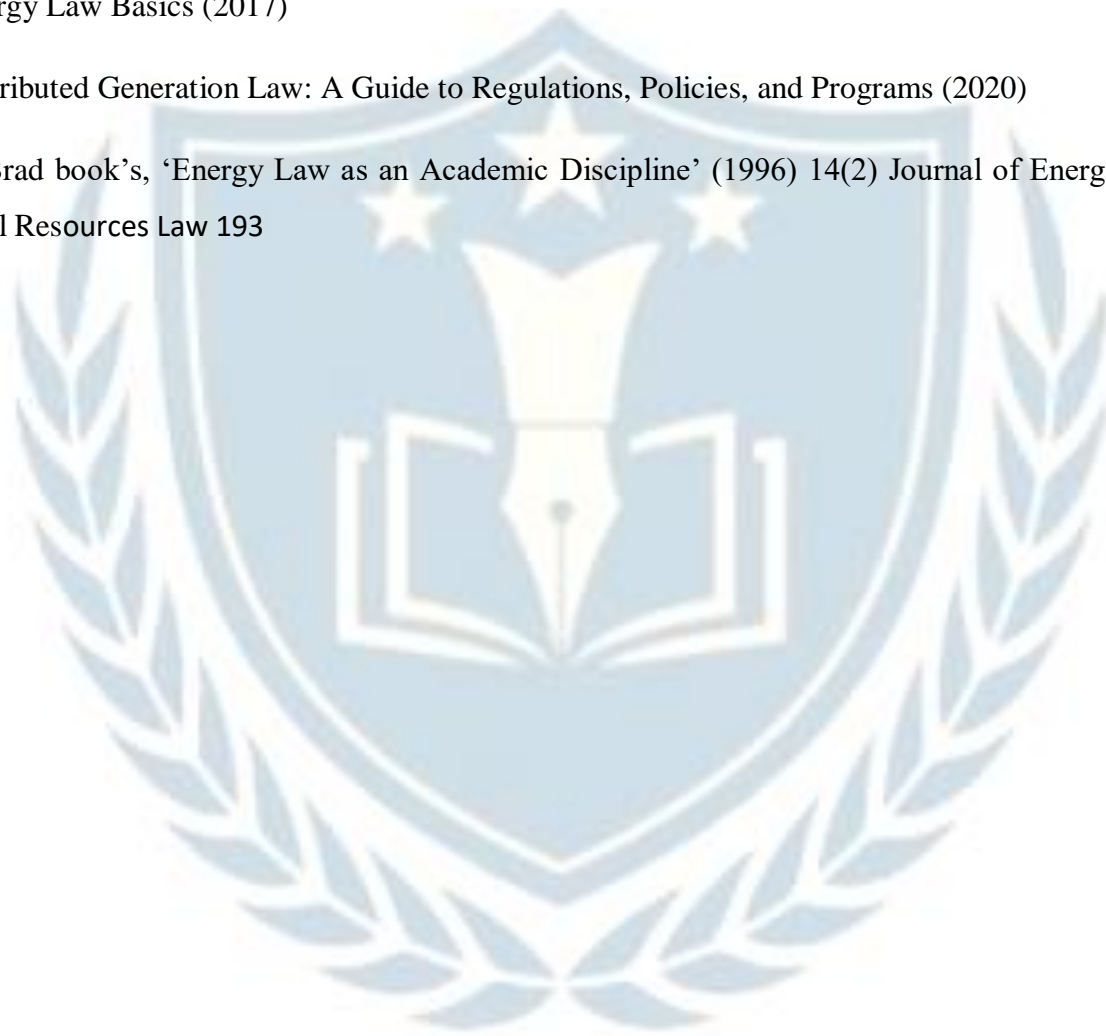 rgy Law Basics (2017)
ributed Generation Law: A Guide to Regulations, Policies, and Programs (2020)
rad book’s, ‘Energy Law as an Academic Discipline’ (1996) 14(2) Journal of Energ
l Resources Law 193